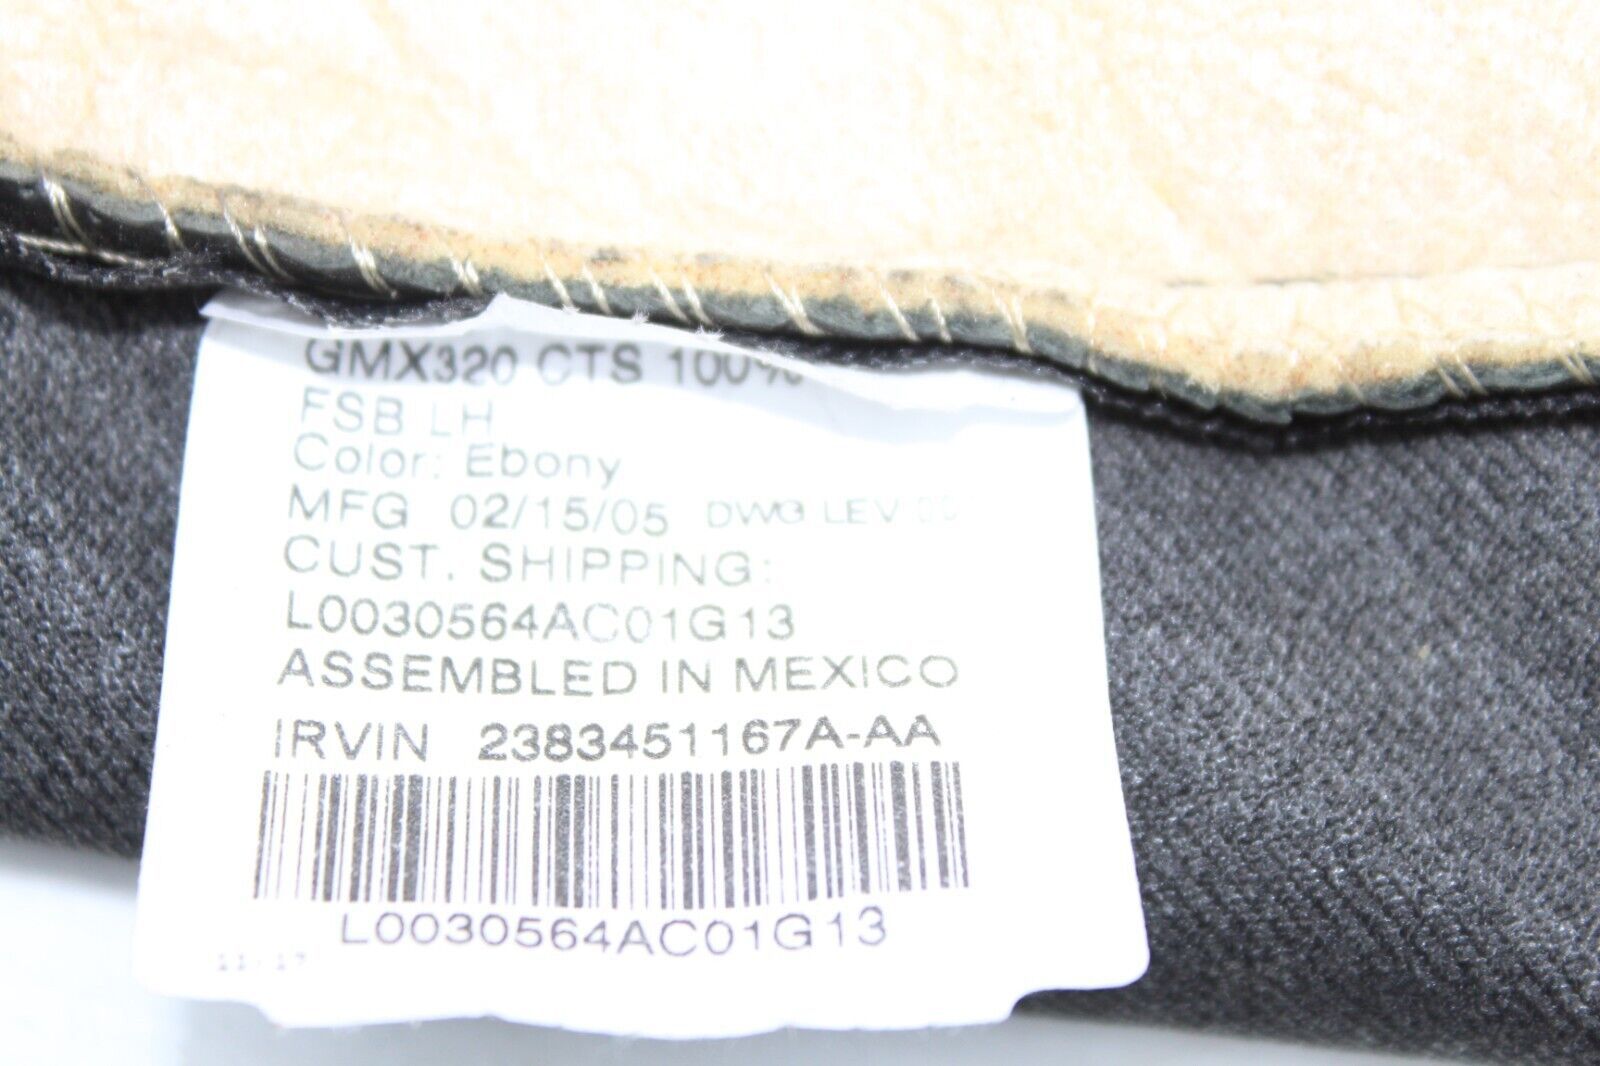 GMX320 CTS 100%
FSB LH
Color: Ebony
MFG 02/15/05 DWG LEV
CUST. SHIPPING:
L0030564AC01G13
ASSEMBLED IN MEXICO
IRVIN 2383451167A-AA
L0030564AC01G13